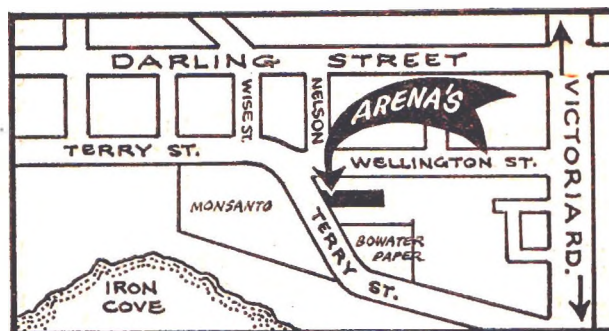 DARLING STREET
WISE ST.
NELSON
ARENA'S
VICTORIA RD.
TERRY ST.
WELLINGTON ST.
MONSANTO
TERRY ST.
BOWATER
PAPER
IRON
COVE